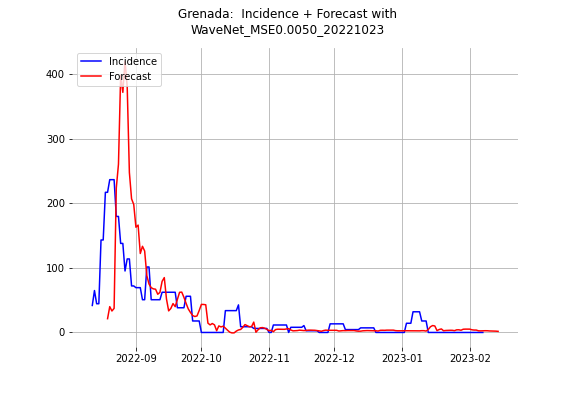 Grenada:  Incidence + Forecast with
WaveNet_MSE0.0050_20221023
Incidence
Forecast
400
300
200
100
0
2022-09
2022-10
2022-11
2022-12
2023-01
2023-02